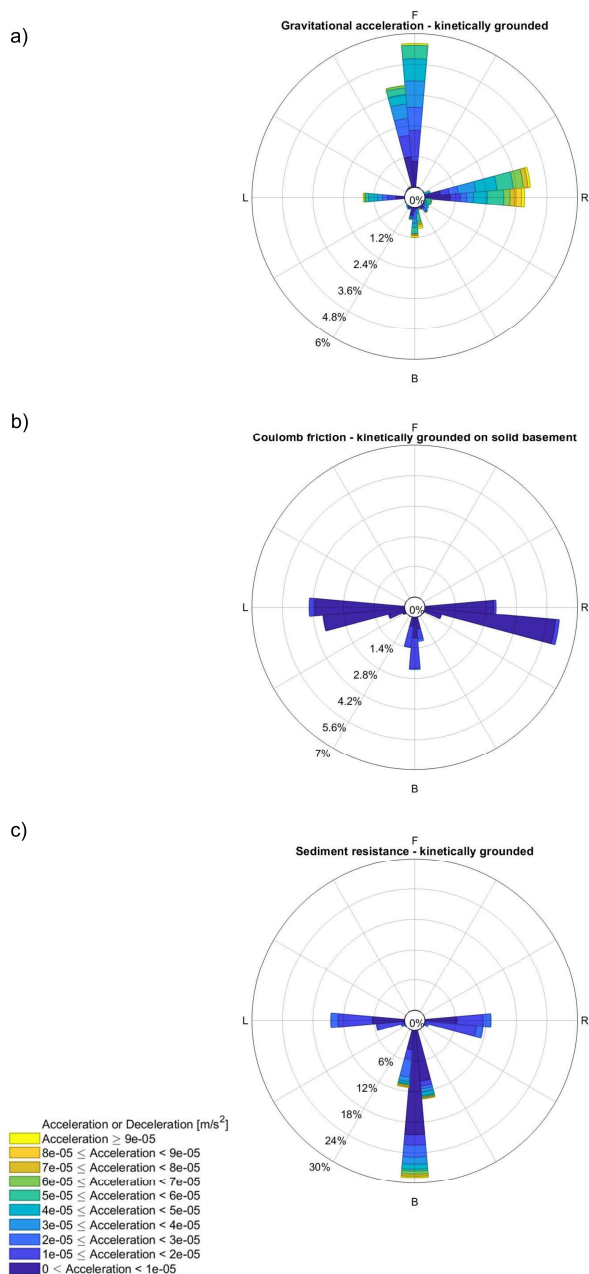 a)
F
Gravitational acceleration - kinetically grounded
L
0%
R
1.2%
2.4%
3.6%
4.8%
6%
B
b)
F
Coulomb friction - kinetically grounded on solid basement
L
0%
R
1.4%
2.8%
4.2%
5.6%
7%
B
c)
F
Sediment resistance - kinetically grounded
L
0%
R
6%
12%
18%
24%
30%
B
Acceleration or Deceleration [m/s²]
Acceleration ≥ 9e-05
8e-05 ≤ Acceleration < 9e-05
7e-05 ≤ Acceleration < 8e-05
6e-05 ≤ Acceleration < 7e-05
5e-05 ≤ Acceleration < 6e-05
4e-05 ≤ Acceleration < 5e-05
3e-05 ≤ Acceleration < 4e-05
2e-05 ≤ Acceleration < 3e-05
1e-05 ≤ Acceleration < 2e-05
0 < Acceleration < 1e-05